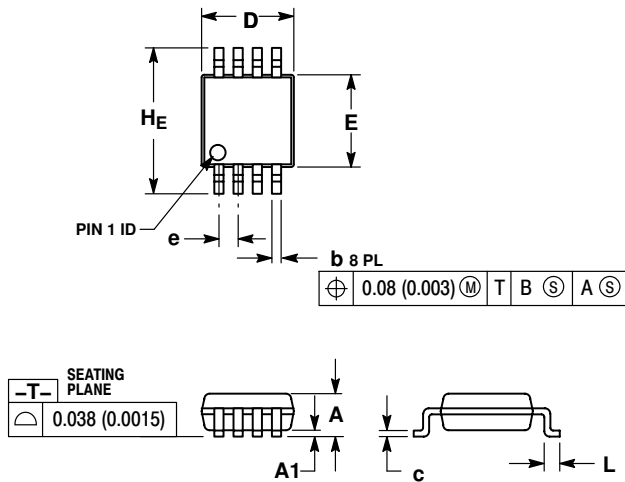 D
HE
E
PIN 1 ID
e
b 8 PL
⌖ 0.08 (0.003) Ⓜ T B Ⓢ A Ⓢ
–T– SEATING PLANE
⌓ 0.038 (0.0015)
A
A1
c
L